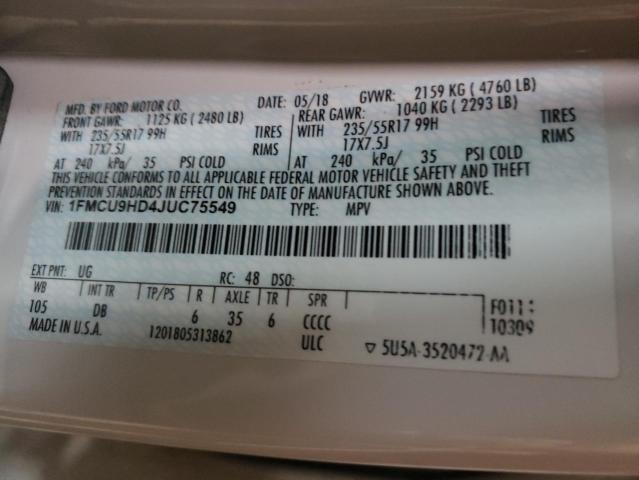 MFD. BY FORD MOTOR CO. DATE: 05/18 GVWR: 2159 KG ( 4760 LB)
FRONT GAWR: 1125 KG ( 2480 LB) REAR GAWR: 1040 KG ( 2293 LB)
WITH 235/55R17 99H TIRES WITH 235/55R17 99H TIRES
17X7.5J RIMS 17X7.5J RIMS
AT 240 kPa/ 35 PSI COLD AT 240 kPa/ 35 PSI COLD
THIS VEHICLE CONFORMS TO ALL APPLICABLE FEDERAL MOTOR VEHICLE SAFETY AND THEFT
PREVENTION STANDARDS IN EFFECT ON THE DATE OF MANUFACTURE SHOWN ABOVE.
VIN: 1FMCU9HD4JUC75549 TYPE: MPV
EXT PNT: UG RC: 48 DSO:
WB INT TR TP/PS R AXLE TR SPR
105 DB 6 35 6 CCCC
MADE IN U.S.A. 1201805313862 ULC
5U5A-3520472-AA